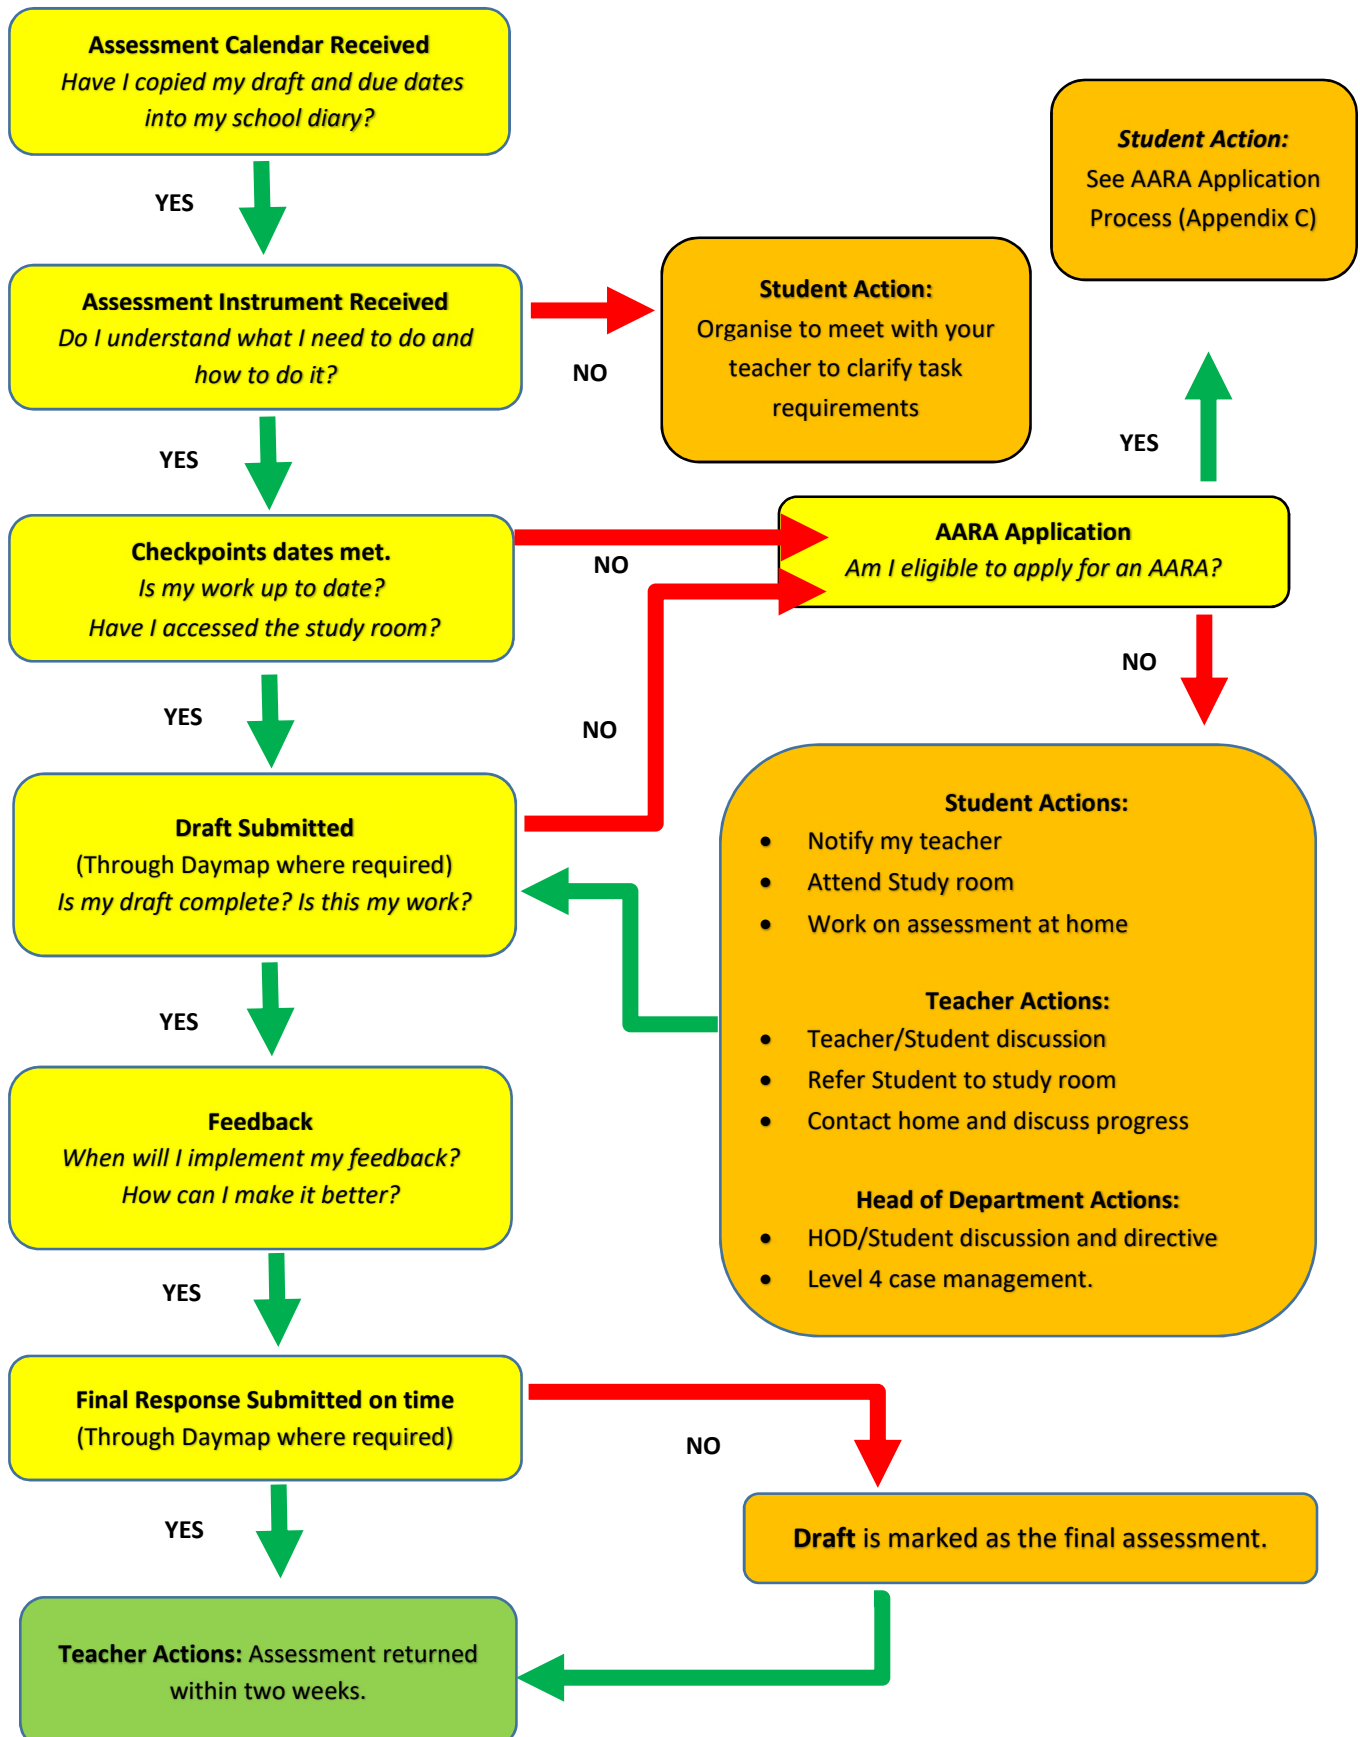 Assessment Calendar Received
Have I copied my draft and due dates
into my school diary?
YES
Assessment Instrument Received
Do I understand what I need to do and
how to do it?
NO
Student Action:
Organise to meet with your
teacher to clarify task
requirements
Student Action:
See AARA Application
Process (Appendix C)
YES
YES
Checkpoints dates met.
Is my work up to date?
Have I accessed the study room?
NO
AARA Application
Am I eligible to apply for an AARA?
NO
YES
NO
Draft Submitted
(Through Daymap where required)
Is my draft complete? Is this my work?
Student Actions:
• Notify my teacher
• Attend Study room
• Work on assessment at home
Teacher Actions:
• Teacher/Student discussion
• Refer Student to study room
• Contact home and discuss progress
Head of Department Actions:
• HOD/Student discussion and directive
• Level 4 case management.
YES
Feedback
When will I implement my feedback?
How can I make it better?
YES
Final Response Submitted on time
(Through Daymap where required)
NO
Draft is marked as the final assessment.
YES
Teacher Actions: Assessment returned
within two weeks.